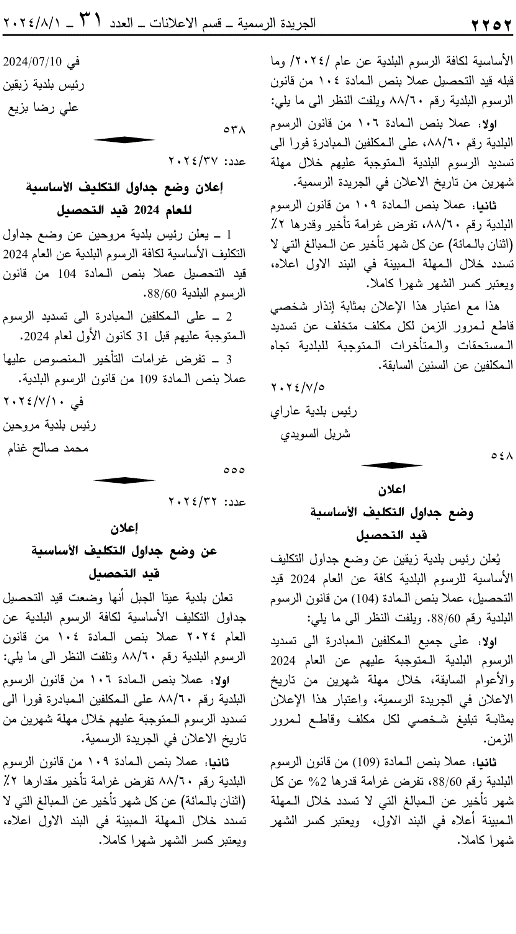 ٢٢٥٢
الجريدة الرسمية ــ قسم الاعلانات ــ العدد ٣١ ــ ٢٠٢٤/٨/١
الأساسية لكافة الرسوم البلدية عن عام /٢٠٢٤/ وما
قبله قيد التحصيل عملا بنص المادة ١٠٤ من قانون
الرسوم البلدية رقم ٨٨/٦٠ ويلفت النظر الى ما يلي:
اولا: عملا بنص المادة ١٠٦ من قانون الرسوم
البلدية رقم ٨٨/٦٠، على المكلفين المبادرة فورا الى
تسديد الرسوم البلدية المتوجبة عليهم خلال مهلة
شهرين من تاريخ الاعلان في الجريدة الرسمية.
ثانيا: عملا بنص المادة ١٠٩ من قانون الرسوم
البلدية رقم ٨٨/٦٠، تفرض غرامة تأخير وقدرها ٢٪
(اثنان بالمائة) عن كل شهر تأخير عن المبالغ التي لا
تسدد خلال المهلة المبينة في البند الاول اعلاه،
ويعتبر كسر الشهر شهرا كاملا.
هذا مع اعتبار هذا الإعلان بمثابة إنذار شخصي
قاطع لمرور الزمن لكل مكلف متخلف عن تسديد
المستحقات والمتأخرات المتوجبة للبلدية تجاه
المكلفين عن السنين السابقة.
٢٠٢٤/٧/٥
رئيس بلدية عاراي
شربل السويدي
٥٤٨
اعلان
وضع جداول التكليف الأساسية
قيد التحصيل
يُعلن رئيس بلدية زبقين عن وضع جداول التكليف
الأساسية للرسوم البلدية كافة عن العام 2024 قيد
التحصيل، عملا بنص المادة (104) من قانون الرسوم
البلدية رقم 88/60. ويلفت النظر الى ما يلي:
اولا: على جميع المكلفين المبادرة الى تسديد
الرسوم البلدية المتوجبة عليهم عن العام 2024
والأعوام السابقة، خلال مهلة شهرين من تاريخ
الاعلان في الجريدة الرسمية، واعتبار هذا الإعلان
بمثابة تبليغ شخصي لكل مكلف وقاطع لمرور
الزمن.
ثانيا: عملا بنص المادة (109) من قانون الرسوم
البلدية رقم 88/60، تفرض غرامة قدرها 2% عن كل
شهر تأخير عن المبالغ التي لا تسدد خلال المهلة
المبينة أعلاه في البند الاول، ويعتبر كسر الشهر
شهرا كاملا.
في 2024/07/10
رئيس بلدية زبقين
علي رضا بزيع
٥٣٨
عدد: ٢٠٢٤/٣٧
إعلان وضع جداول التكليف الأساسية
للعام 2024 قيد التحصيل
1 ــ يعلن رئيس بلدية مروحين عن وضع جداول
التكليف الأساسية لكافة الرسوم البلدية عن العام 2024
قيد التحصيل عملا بنص المادة 104 من قانون
الرسوم البلدية 88/60.
2 ــ على المكلفين المبادرة الى تسديد الرسوم
المتوجبة عليهم قبل 31 كانون الأول لعام 2024.
3 ــ تفرض غرامات التأخير المنصوص عليها
عملا بنص المادة 109 من قانون الرسوم البلدية.
في ٢٠٢٤/٧/١٠
رئيس بلدية مروحين
محمد صالح غنام
٥٥٥
عدد: ٢٠٢٤/٣٢
إعلان
عن وضع جداول التكليف الأساسية
قيد التحصيل
تعلن بلدية عيتا الجبل أنها وضعت قيد التحصيل
جداول التكليف الأساسية لكافة الرسوم البلدية عن
العام ٢٠٢٤ عملا بنص المادة ١٠٤ من قانون
الرسوم البلدية رقم ٨٨/٦٠ وتلفت النظر الى ما يلي:
اولا: عملا بنص المادة ١٠٦ من قانون الرسوم
البلدية رقم ٨٨/٦٠ على المكلفين المبادرة فورا الى
تسديد الرسوم المتوجبة عليهم خلال مهلة شهرين من
تاريخ الاعلان في الجريدة الرسمية.
ثانيا: عملا بنص المادة ١٠٩ من قانون الرسوم
البلدية رقم ٨٨/٦٠ تفرض غرامة تأخير مقدارها ٢٪
(اثنان بالمائة) عن كل شهر تأخير عن المبالغ التي لا
تسدد خلال المهلة المبينة في البند الاول اعلاه،
ويعتبر كسر الشهر شهرا كاملا.